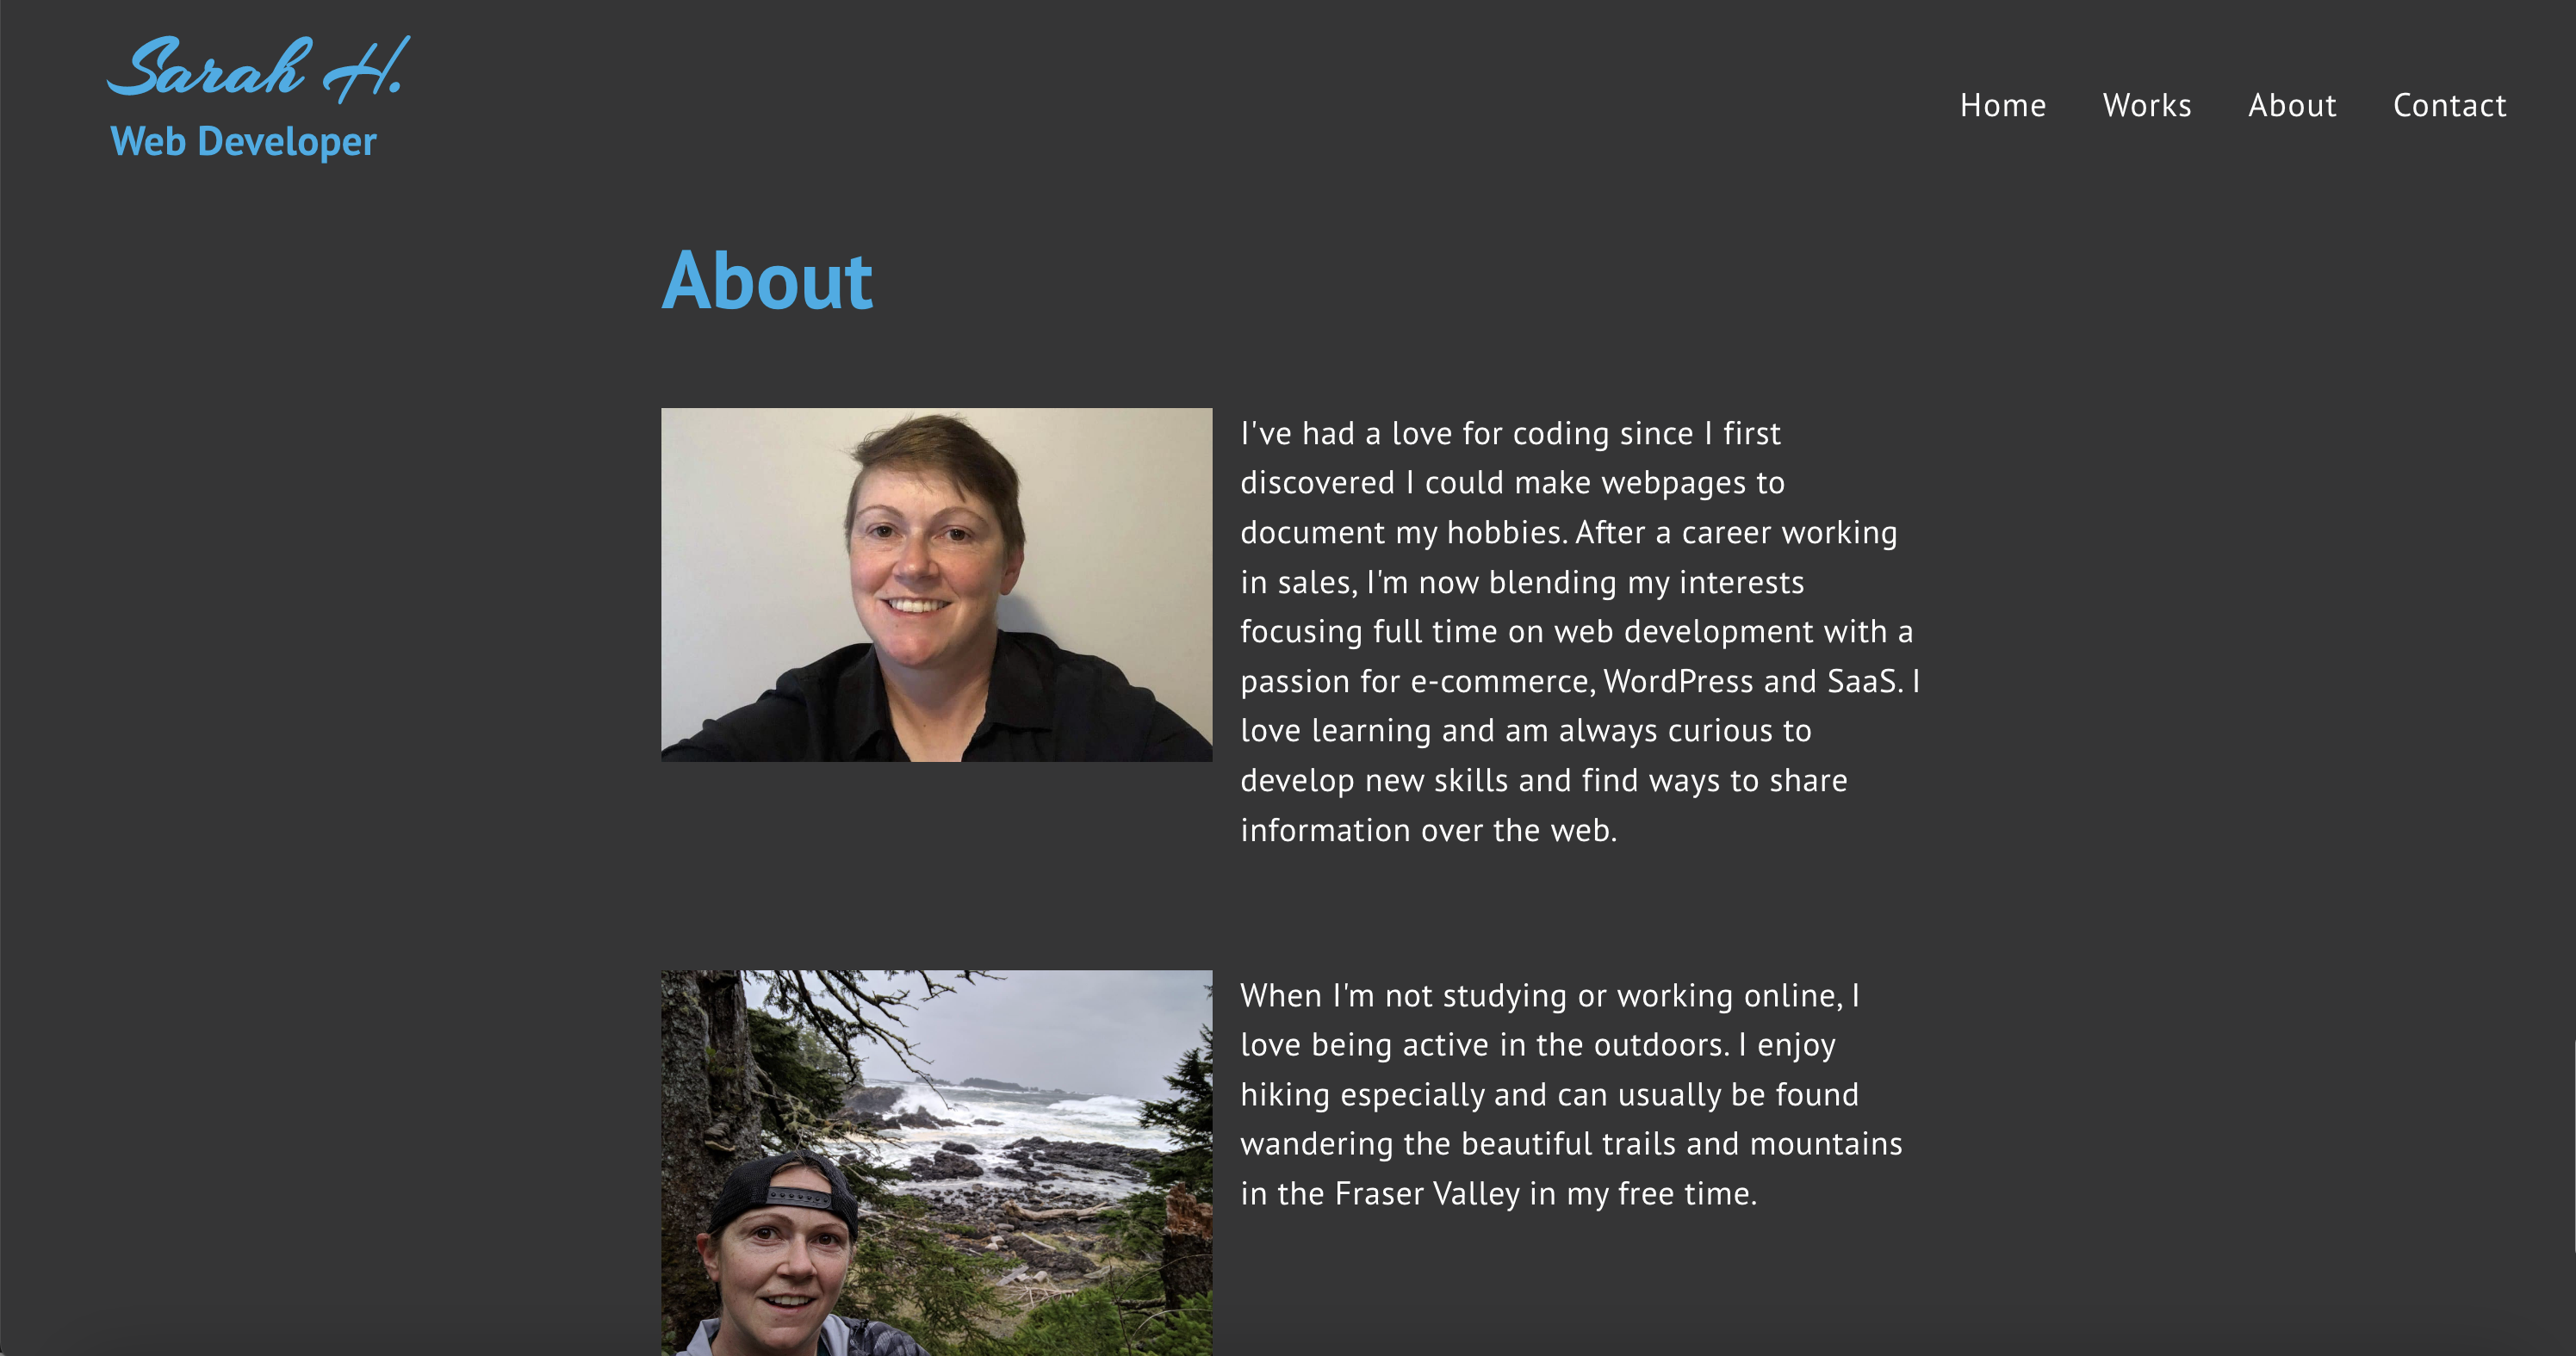 Sarah H.
Web Developer
Home Works About Contact
About
I've had a love for coding since I first
discovered I could make webpages to
document my hobbies. After a career working
in sales, I'm now blending my interests
focusing full time on web development with a
passion for e-commerce, WordPress and SaaS. I
love learning and am always curious to
develop new skills and find ways to share
information over the web.
When I'm not studying or working online, I
love being active in the outdoors. I enjoy
hiking especially and can usually be found
wandering the beautiful trails and mountains
in the Fraser Valley in my free time.